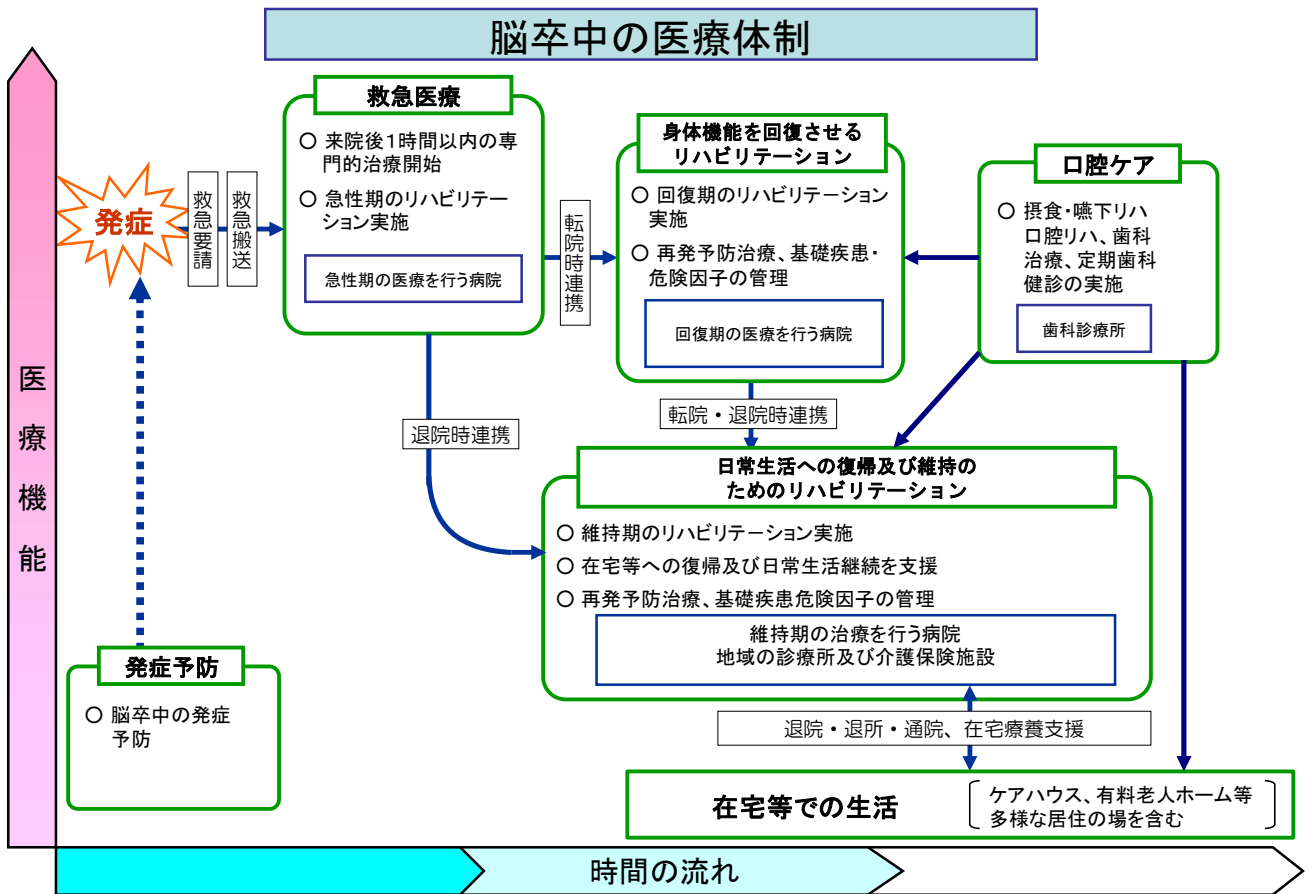 脳卒中の医療体制
救急医療
○ 来院後1時間以内の専
門的治療開始
○ 急性期のリハビリテー
ション実施
急性期の医療を行う病院
身体機能を回復させる
リハビリテーション
○ 回復期のリハビリテーション
実施
○ 再発予防治療、基礎疾患・
危険因子の管理
回復期の医療を行う病院
口腔ケア
○ 摂食・嚥下リハ
口腔リハ、歯科
治療、定期歯科
健診の実施
歯科診療所
発症
救急要請
救急搬送
転院時連携
退院時連携
転院・退院時連携
日常生活への復帰及び維持の
ためのリハビリテーション
○ 維持期のリハビリテーション実施
○ 在宅等への復帰及び日常生活継続を支援
○ 再発予防治療、基礎疾患危険因子の管理
維持期の治療を行う病院
地域の診療所及び介護保険施設
発症予防
○ 脳卒中の発症
予防
退院・退所・通院、在宅療養支援
在宅等での生活
ケアハウス、有料老人ホーム等
多様な居住の場を含む
医療機能
時間の流れ